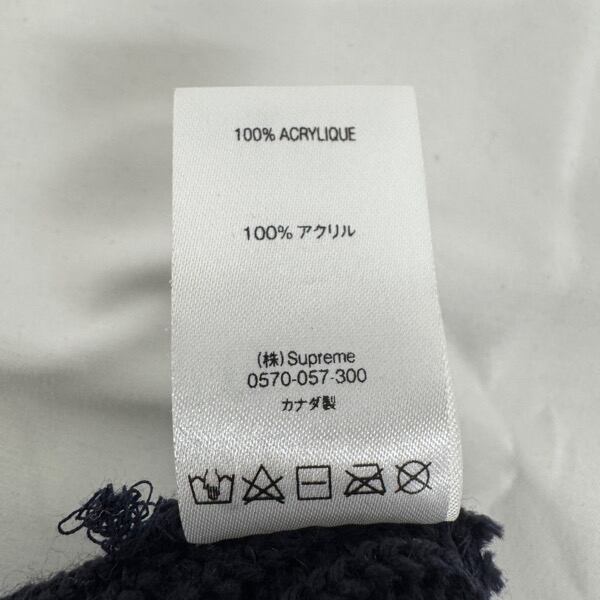 100% ACRYLIQUE
100% アクリル
(株) Supreme
0570-057-300
カナダ製